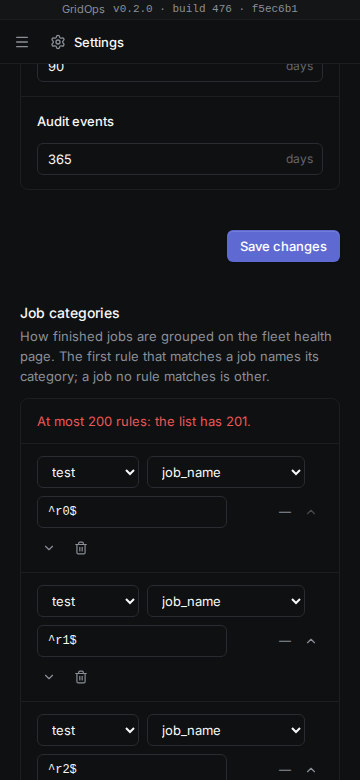 GridOps v0.2.0 · build 476 · f5ec6b1
Settings
90 days
Audit events
365 days
Save changes
Job categories
How finished jobs are grouped on the fleet health
page. The first rule that matches a job names its
category; a job no rule matches is other.
At most 200 rules: the list has 201.
test job_name
^r0$ —
test job_name
^r1$ —
test job_name
^r2$ —